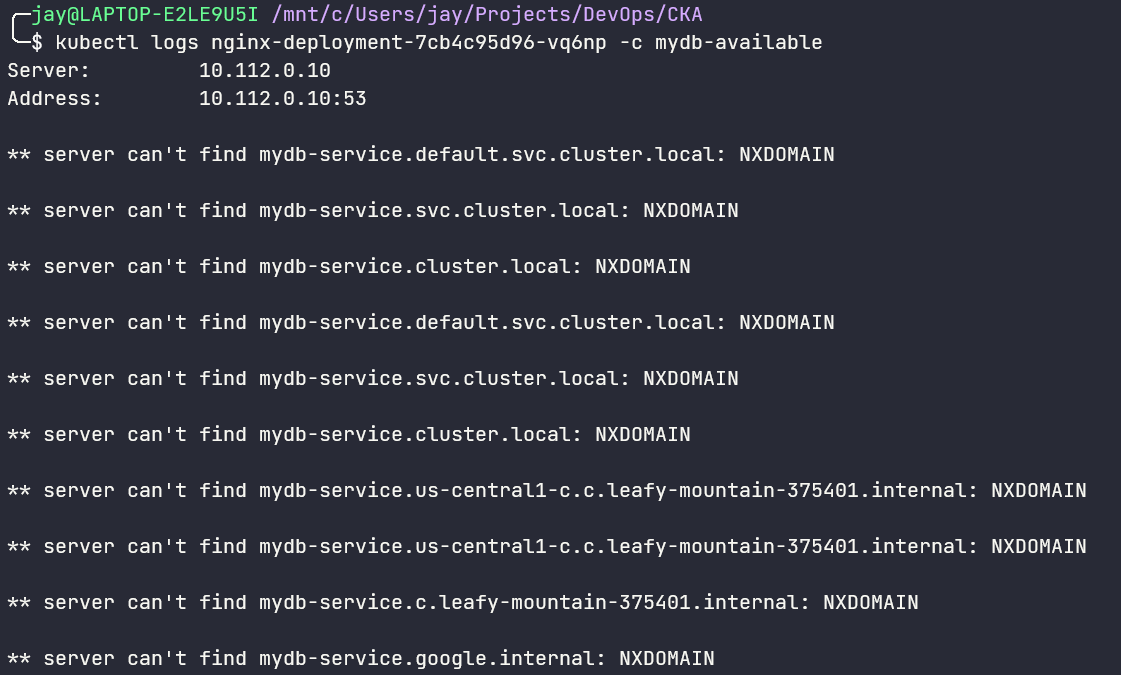 jay@LAPTOP-E2LE9U5I /mnt/c/Users/jay/Projects/DevOps/CKA
$ kubectl logs nginx-deployment-7cb4c95d96-vq6np -c mydb-available
Server:         10.112.0.10
Address:        10.112.0.10:53
** server can't find mydb-service.default.svc.cluster.local: NXDOMAIN
** server can't find mydb-service.svc.cluster.local: NXDOMAIN
** server can't find mydb-service.cluster.local: NXDOMAIN
** server can't find mydb-service.default.svc.cluster.local: NXDOMAIN
** server can't find mydb-service.svc.cluster.local: NXDOMAIN
** server can't find mydb-service.cluster.local: NXDOMAIN
** server can't find mydb-service.us-central1-c.c.leafy-mountain-375401.internal: NXDOMAIN
** server can't find mydb-service.us-central1-c.c.leafy-mountain-375401.internal: NXDOMAIN
** server can't find mydb-service.c.leafy-mountain-375401.internal: NXDOMAIN
** server can't find mydb-service.google.internal: NXDOMAIN